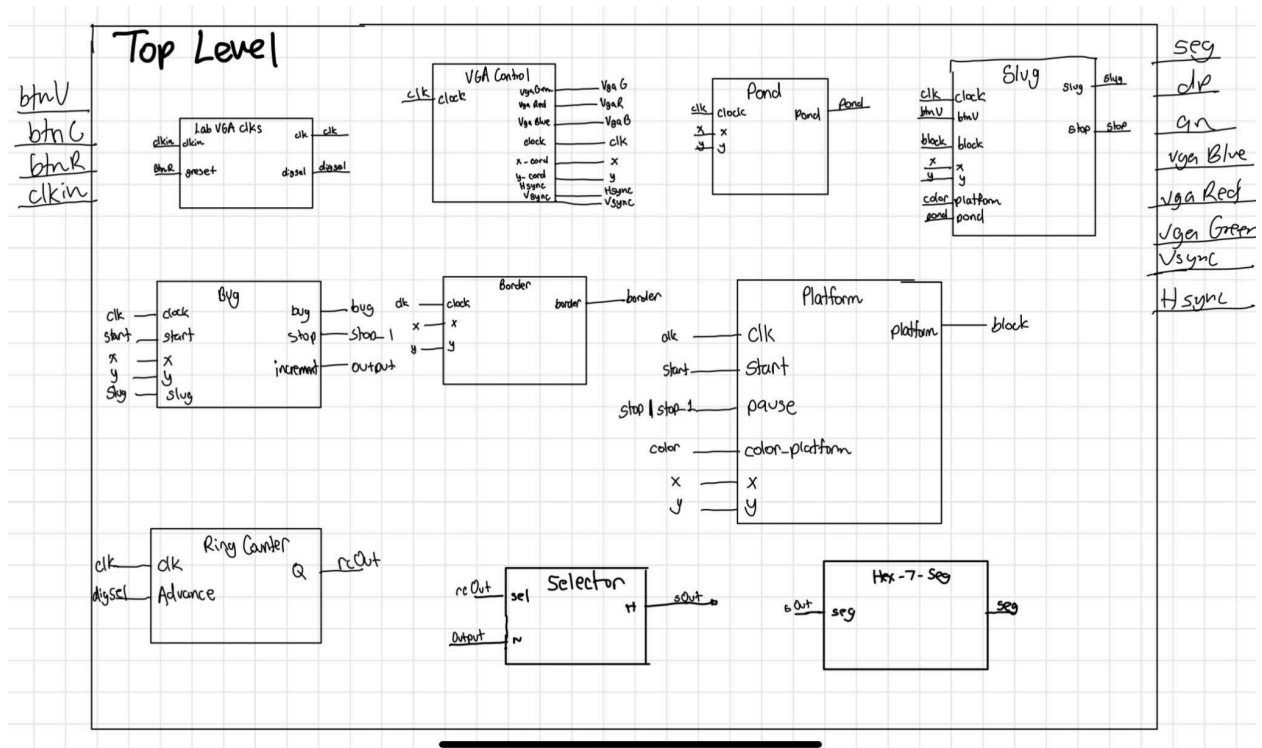 Top Level
btnU
btnC
btnR
clkin
seg
dp
an
vga Blue
vga Red
vga Green
Vsync
Hsync
Lab VGA clks
clkin clkin
BtnR greset
clk clk
digsel digsel
VGA Control
clk clock
vgaGreen VgaG
Vga Red VgaR
Vga Blue VgaB
clock clk
x-cord x
y-cord y
Hsync Hsync
Vsync Vsync
Pond
clk clock
x x
y y
Pond Pond
Slug
clk clock
btnU btnU
block block
x x
y y
color platform
pond pond
Slug Slug
Stop Stop
Bug
clk clock
start start
x x
y y
Slug slug
bug bug
stop stop_1
increment output
Border
clk clock
x x
y y
border border
Platform
clk clk
start start
stop | stop_1 pause
color color_platform
x x
y y
platform block
Ring Counter
clk clk
digsel Advance
Q rcOut
Selector
rcOut sel
Output N
H sOut
Hex-7-Seg
sOut seg
seg